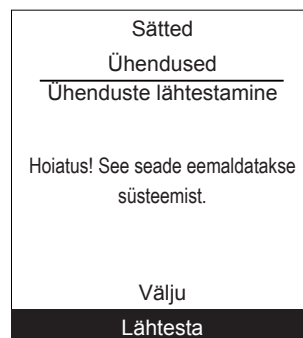 Sätted
Ühendused
Ühenduste lähtestamine
Hoiatus! See seade eemaldatakse
süsteemist.
Välju
Lähtesta